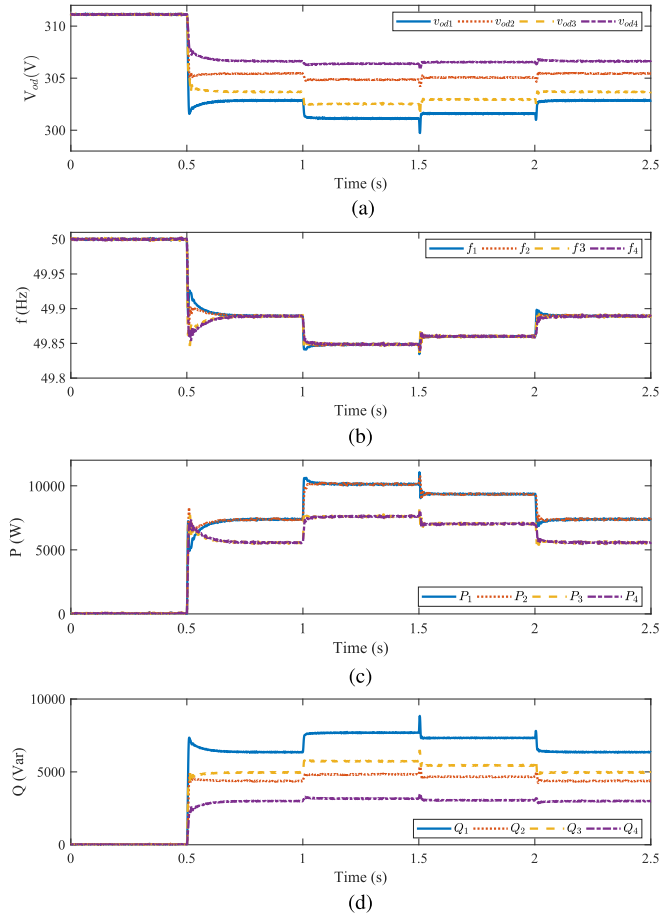 310
305
300
V_od(V)
v_od1 v_od2 v_od3 v_od4
0 0.5 1 1.5 2 2.5
Time (s)
(a)
50
49.95
49.9
49.85
49.8
f (Hz)
f_1 f_2 f3 f_4
0 0.5 1 1.5 2 2.5
Time (s)
(b)
10000
5000
0
P (W)
P_1 P_2 P_3 P_4
0 0.5 1 1.5 2 2.5
Time (s)
(c)
10000
5000
0
Q (Var)
Q_1 Q_2 Q_3 Q_4
0 0.5 1 1.5 2 2.5
Time (s)
(d)